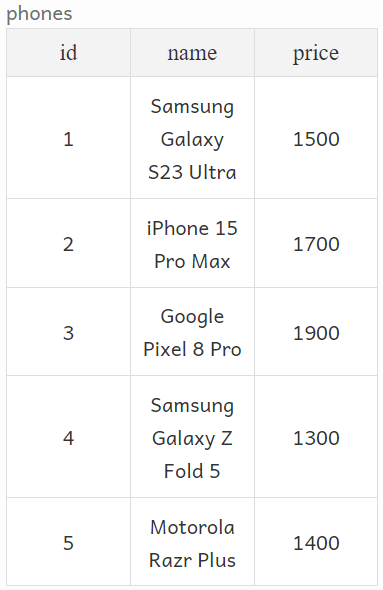 phones
id name price
Samsung
Galaxy
1 S23 Ultra 1500
iPhone 15
2 Pro Max 1700
Google
3 Pixel 8 Pro 1900
Samsung
4 Galaxy Z 1300
Fold 5
Motorola
5 Razr Plus 1400